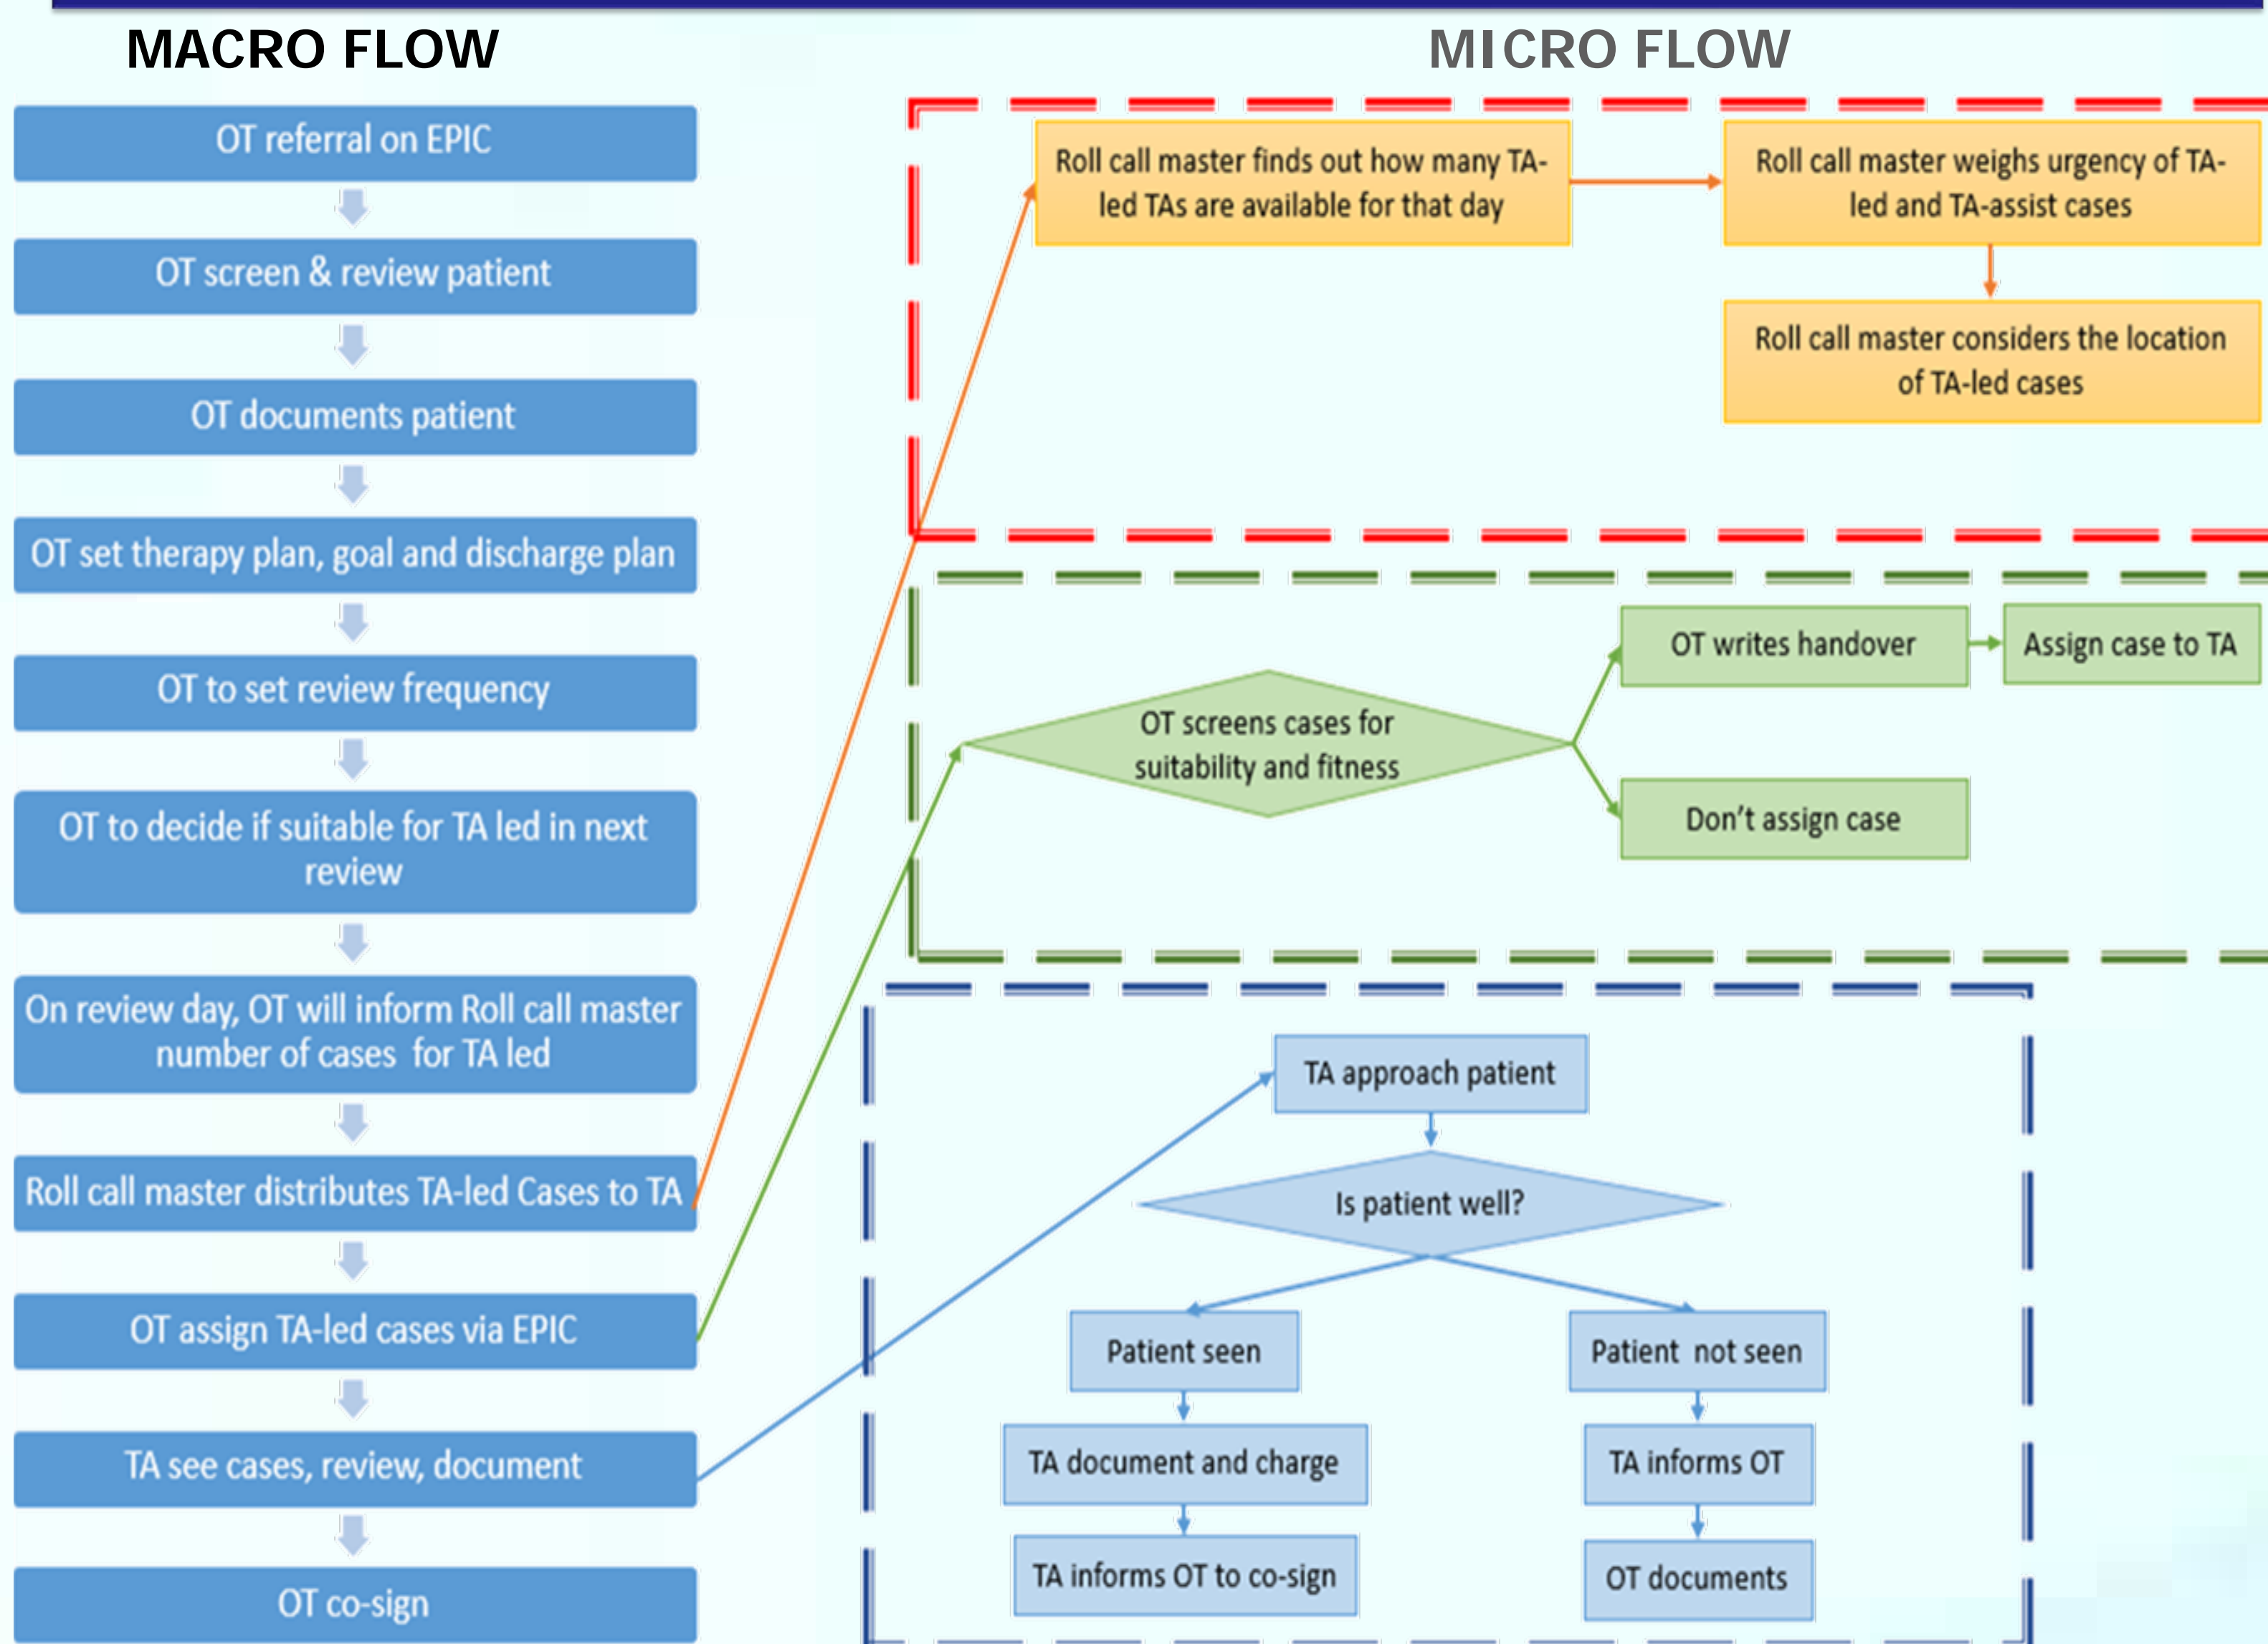 MACRO FLOW
OT referral on EPIC
OT screen & review patient
OT documents patient
OT set therapy plan, goal and discharge plan
OT to set review frequency
OT to decide if suitable for TA led in next
review
On review day, OT will inform Roll call master
number of cases for TA led
Roll call master distributes TA-led Cases to TA
OT assign TA-led cases via EPIC
TA see cases, review, document
OT co-sign
MICRO FLOW
Roll call master finds out how many TA-
led TAs are available for that day
Roll call master weighs urgency of TA-
led and TA-assist cases
Roll call master considers the location
of TA-led cases
OT screens cases for
suitability and fitness
OT writes handover
Assign case to TA
Don't assign case
TA approach patient
Is patient well?
Patient seen
TA document and charge
TA informs OT to co-sign
Patient not seen
TA informs OT
OT documents